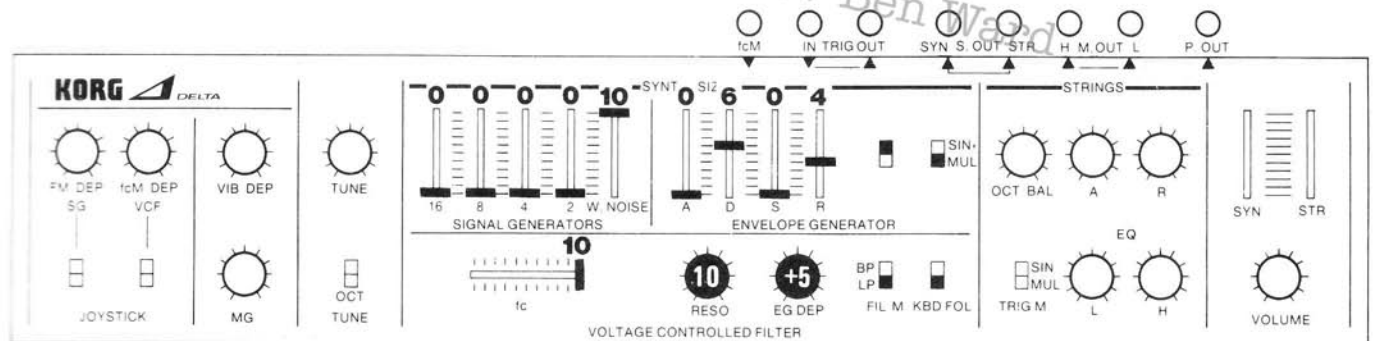 Ben Ward
fcM IN TRIG OUT SYN S. OUT STR H M. OUT L P. OUT
KORG DELTA
SYNT SIZ
STRINGS
0 0 0 0 10 0 6 0 4
SIN
MUL
FM DEP fcM DEP VIB DEP TUNE
16 8 4 2 W. NOISE A D S R
OCT BAL A R
SG VCF
SIGNAL GENERATORS ENVELOPE GENERATOR
SYN STR
10
EQ
10 +5
BP
LP
SIN
MUL
fc RESO EG DEP FIL M KBD FOL TRIG M L H
OCT
JOYSTICK MG TUNE
VOLUME
VOLTAGE CONTROLLED FILTER